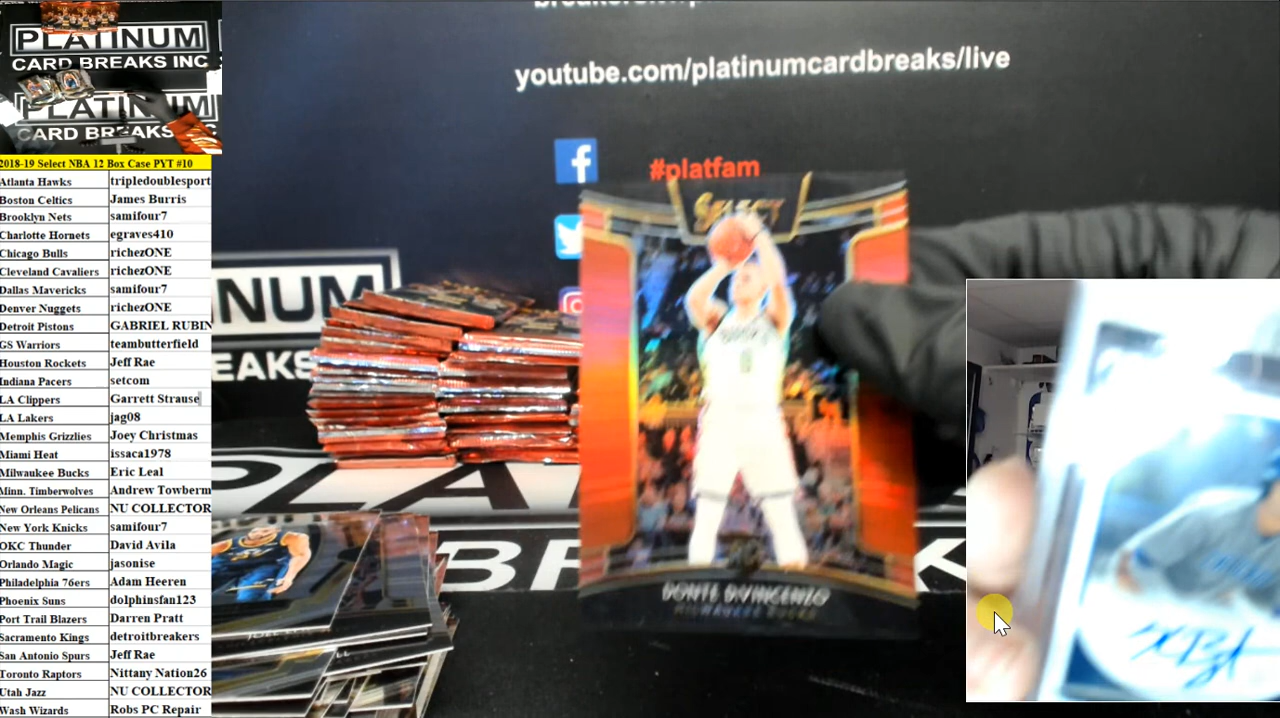 PLATINUM
CARD BREAKS INC
PLATINUM
CARD BREAKS INC
2018-19 Select NBA 12 Box Case PYT #10
Atlanta Hawks tripledoublesport
Boston Celtics James Burris
Brooklyn Nets samifour7
Charlotte Hornets egraves410
Chicago Bulls richezONE
Cleveland Cavaliers richezONE
Dallas Mavericks samifour7
Denver Nuggets richezONE
Detroit Pistons GABRIEL RUBIN
GS Warriors teambutterfield
Houston Rockets Jeff Rae
Indiana Pacers setcom
LA Clippers Garrett Strause
LA Lakers jag08
Memphis Grizzlies Joey Christmas
Miami Heat issaca1978
Milwaukee Bucks Eric Leal
Minn. Timberwolves Andrew Towberm
New Orleans Pelicans NU COLLECTOR
New York Knicks samifour7
OKC Thunder David Avila
Orlando Magic jasonise
Philadelphia 76ers Adam Heeren
Phoenix Suns dolphinsfan123
Port Trail Blazers Darren Pratt
Sacramento Kings detroitbreakers
San Antonio Spurs Jeff Rae
Toronto Raptors Nittany Nation26
Utah Jazz NU COLLECTOR
Wash Wizards Robs PC Repair
youtube.com/platinumcardbreaks/live
#platfam
SELECT
NUM
EAKS
DONTE DIVINCENZO
MILWAUKEE BUCKS
PLA
BR
K